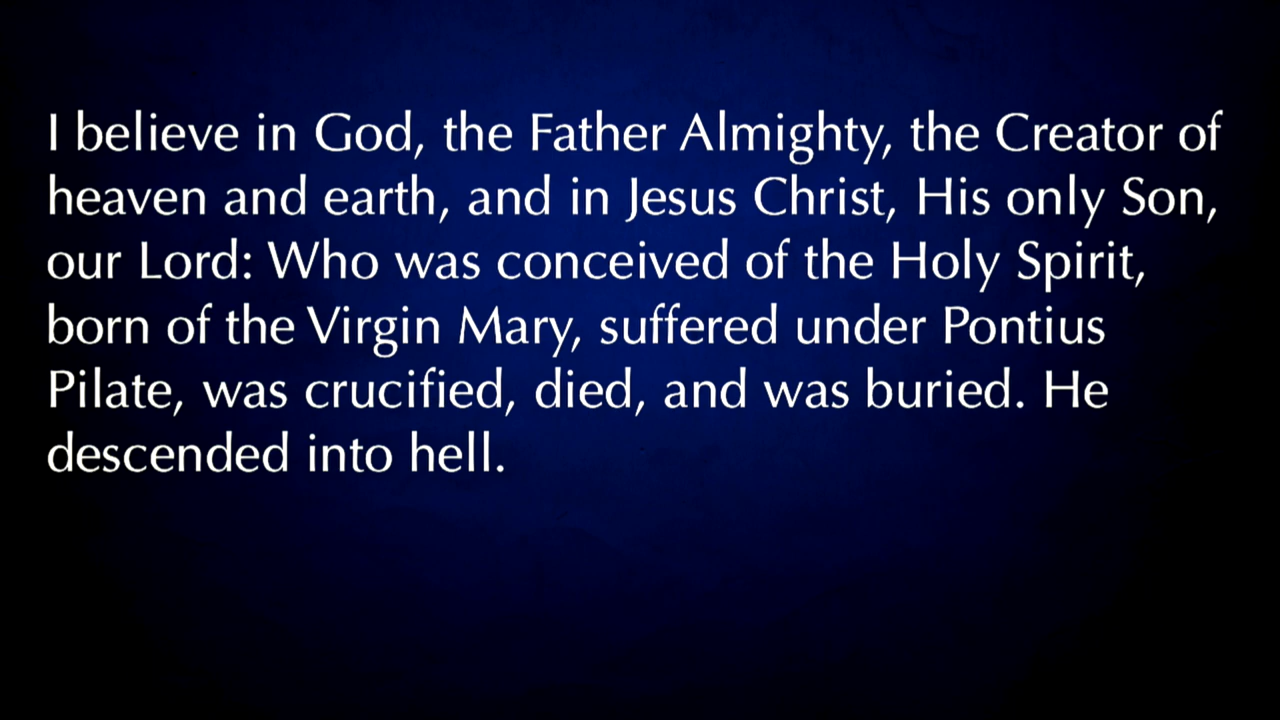 I believe in God, the Father Almighty, the Creator of
heaven and earth, and in Jesus Christ, His only Son,
our Lord: Who was conceived of the Holy Spirit,
born of the Virgin Mary, suffered under Pontius
Pilate, was crucified, died, and was buried. He
descended into hell.